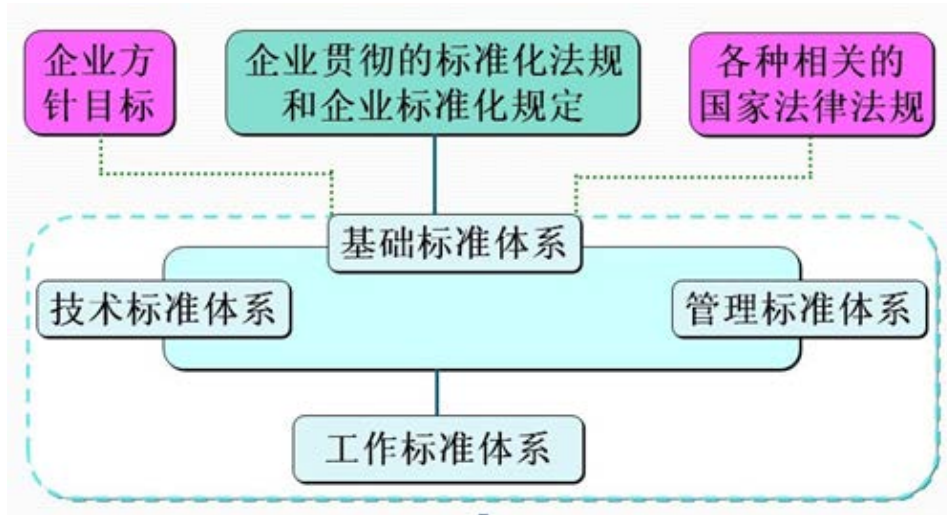 企业方
针目标
企业贯彻的标准化法规
和企业标准化规定
各种相关的
国家法律法规
基础标准体系
技术标准体系
管理标准体系
工作标准体系